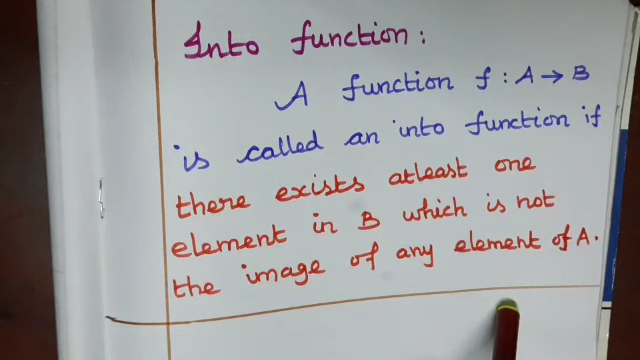 Into function:
A function f : A → B
is called an into function if
there exists atleast one
element in B which is not
the image of any element of A.